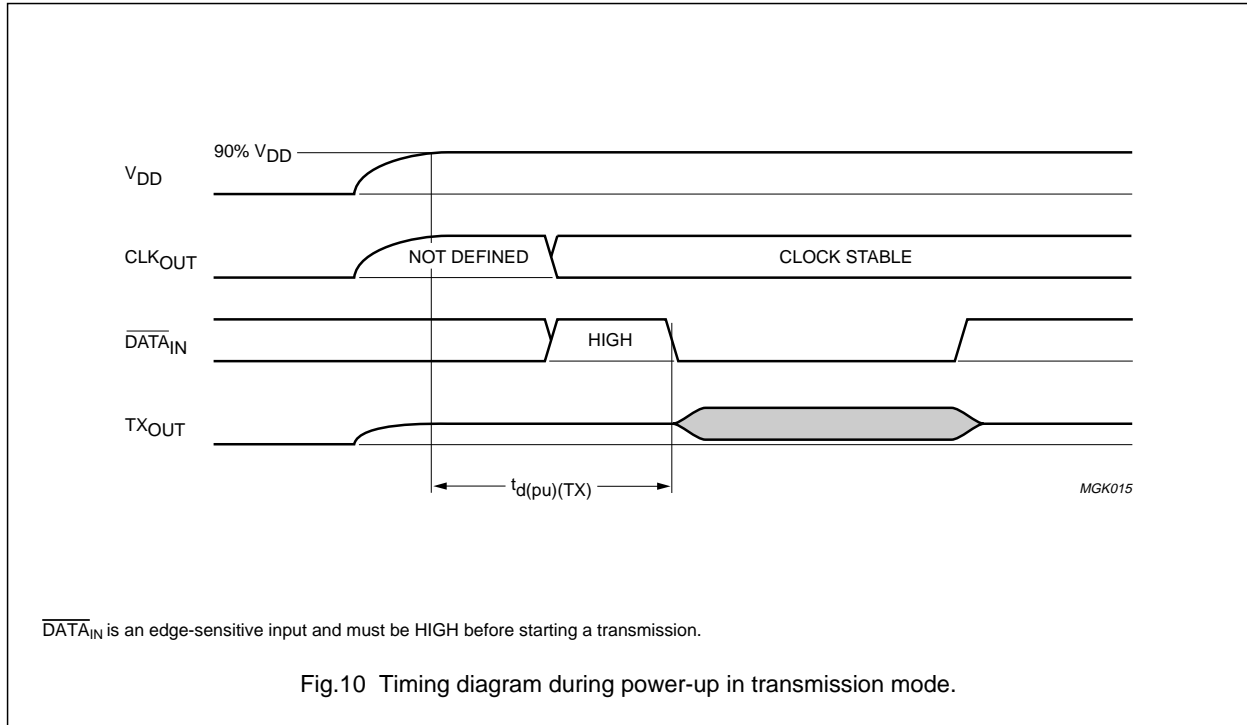 90% VDD
VDD
CLKOUT
NOT DEFINED
CLOCK STABLE
DATAIN
HIGH
TXOUT
td(pu)(TX)
MGK015
DATAIN is an edge-sensitive input and must be HIGH before starting a transmission.
Fig.10 Timing diagram during power-up in transmission mode.